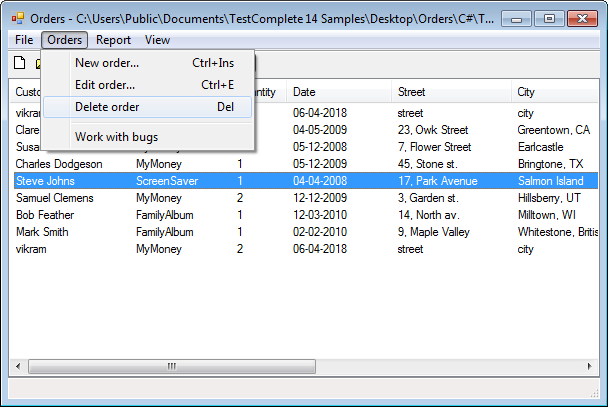 Orders - C:\Users\Public\Documents\TestComplete 14 Samples\Desktop\Orders\C#\T...
File Orders Report View
New order... Ctrl+Ins
Edit order... Ctrl+E
Delete order Del
Work with bugs
Custo ntity Date Street City
vikra 06-04-2018 street city
Clare 04-05-2009 23, Owk Street Greentown, CA
Susa 05-12-2009 7, Flower Street Earlcastle
Charles Dodgeson MyMoney 1 05-12-2009 45, Stone st. Bringtone, TX
Steve Johns ScreenSaver 1 04-04-2008 17, Park Avenue Salmon Island
Samuel Clemens MyMoney 2 12-12-2009 3, Garden st. Hillsberry, UT
Bob Feather FamilyAlbum 1 12-03-2010 14, North av. Milltown, WI
Mark Smith FamilyAlbum 1 02-02-2010 9, Maple Valley Whitestone, Britis
vikram MyMoney 2 06-04-2018 street city